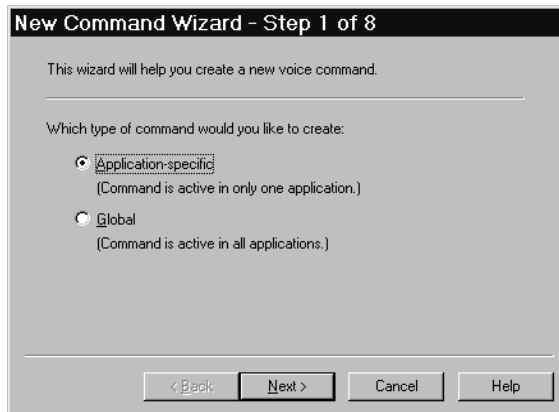 New Command Wizard - Step 1 of 8
This wizard will help you create a new voice command.
Which type of command would you like to create:
Application-specific
(Command is active in only one application.)
Global
(Command is active in all applications.)
< Back Next > Cancel Help